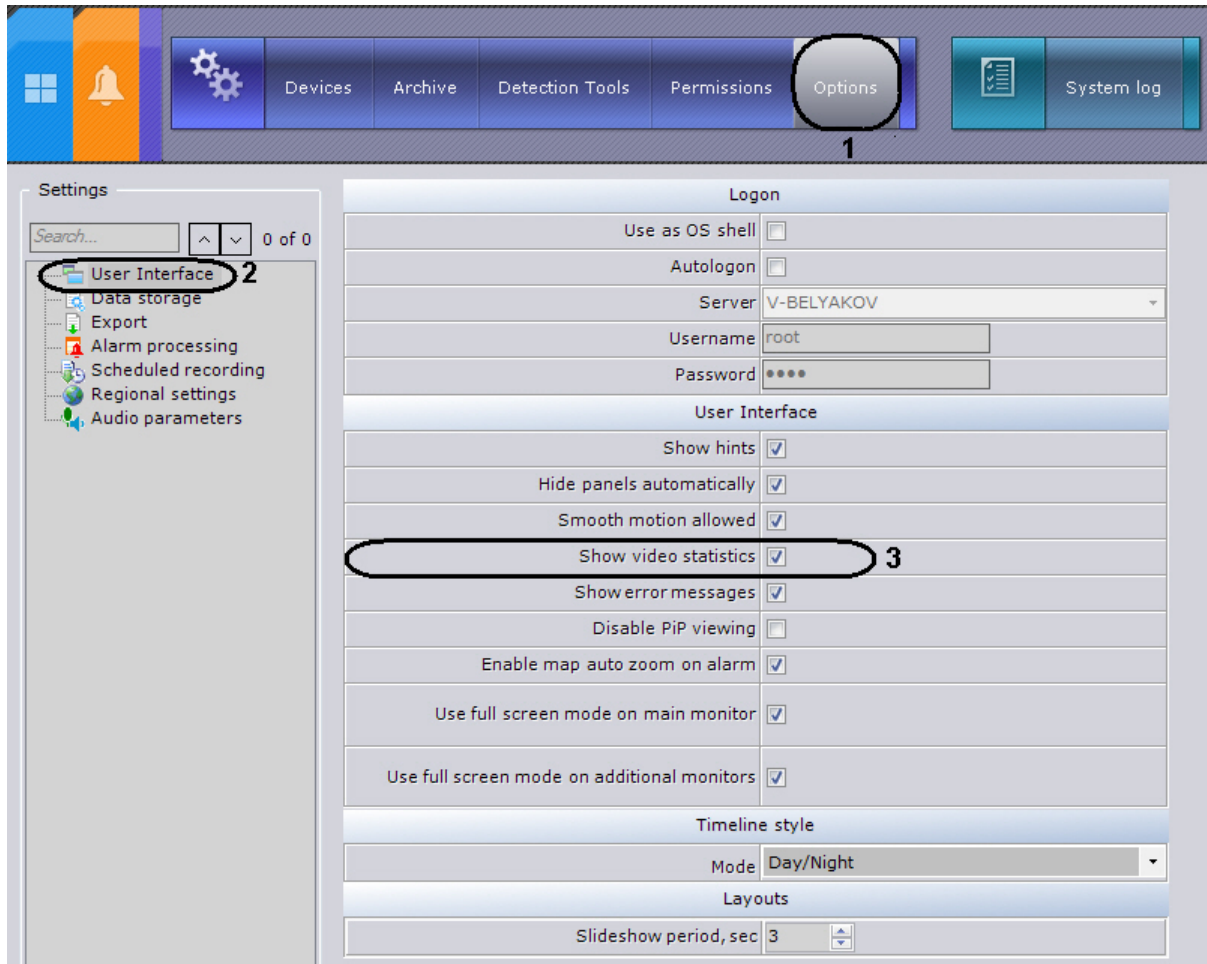 Devices Archive Detection Tools Permissions Options System log
1
Settings
Search... 0 of 0
User Interface 2
Data storage
Export
Alarm processing
Scheduled recording
Regional settings
Audio parameters
Logon
Use as OS shell
Autologon
Server V-BELYAKOV
Username root
Password ••••
User Interface
Show hints
Hide panels automatically
Smooth motion allowed
Show video statistics 3
Show error messages
Disable PiP viewing
Enable map auto zoom on alarm
Use full screen mode on main monitor
Use full screen mode on additional monitors
Timeline style
Mode Day/Night
Layouts
Slideshow period, sec 3